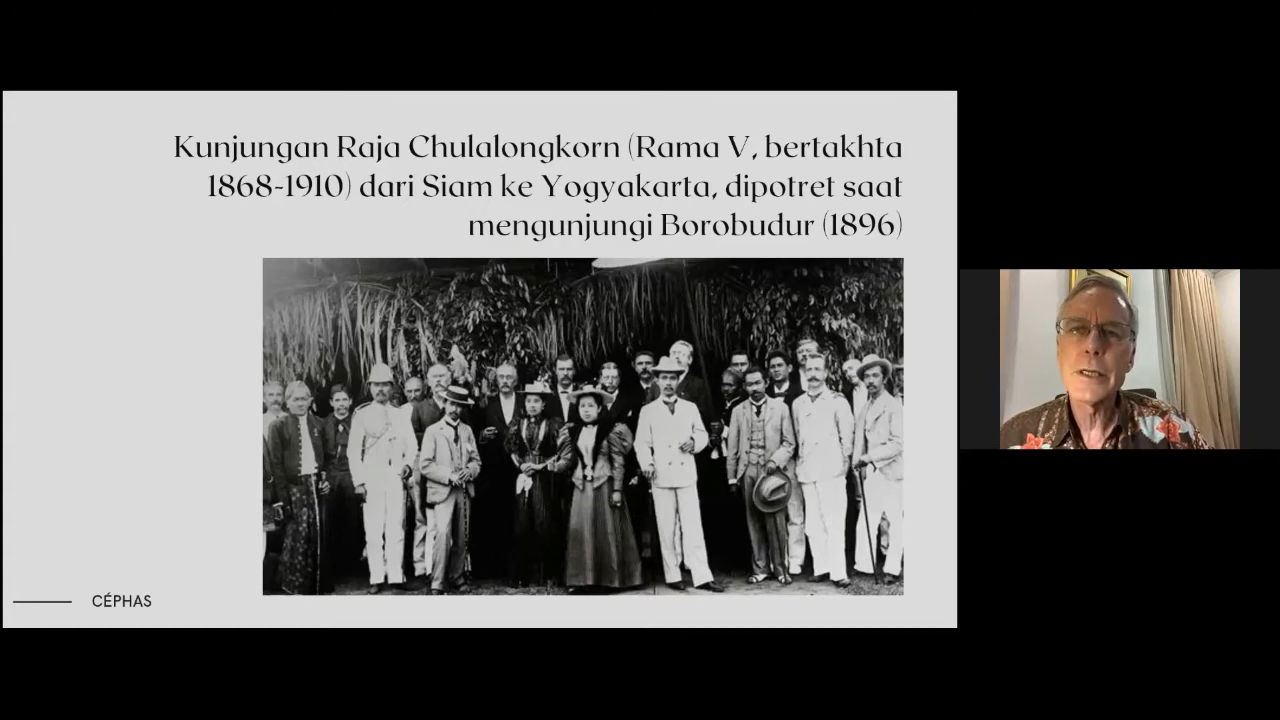 Kunjungan Raja Chulalongkorn (Rama V, bertakhta
1868-1910) dari Siam ke Yogyakarta, dipotret saat
mengunjungi Borobudur (1896)
CÉPHAS